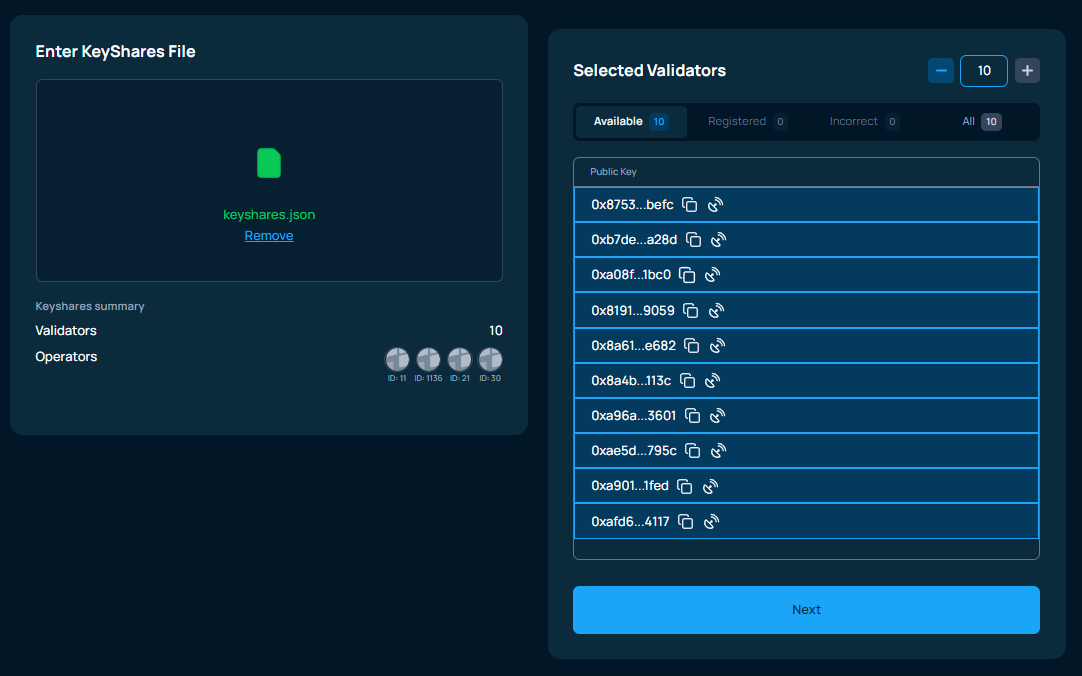 Enter KeyShares File
keyshares.json
Remove
Keyshares summary
Validators 10
Operators
ID: 11 ID: 1136 ID: 21 ID: 30
Selected Validators 10
Available 10 Registered 0 Incorrect 0 All 10
Public Key
0x8753...befc
0xb7de...a28d
0xa08f...1bc0
0x8191...9059
0x8a61...e682
0x8a4b...113c
0xa96a...3601
0xae5d...795c
0xa901...1fed
0xafd6...4117
Next